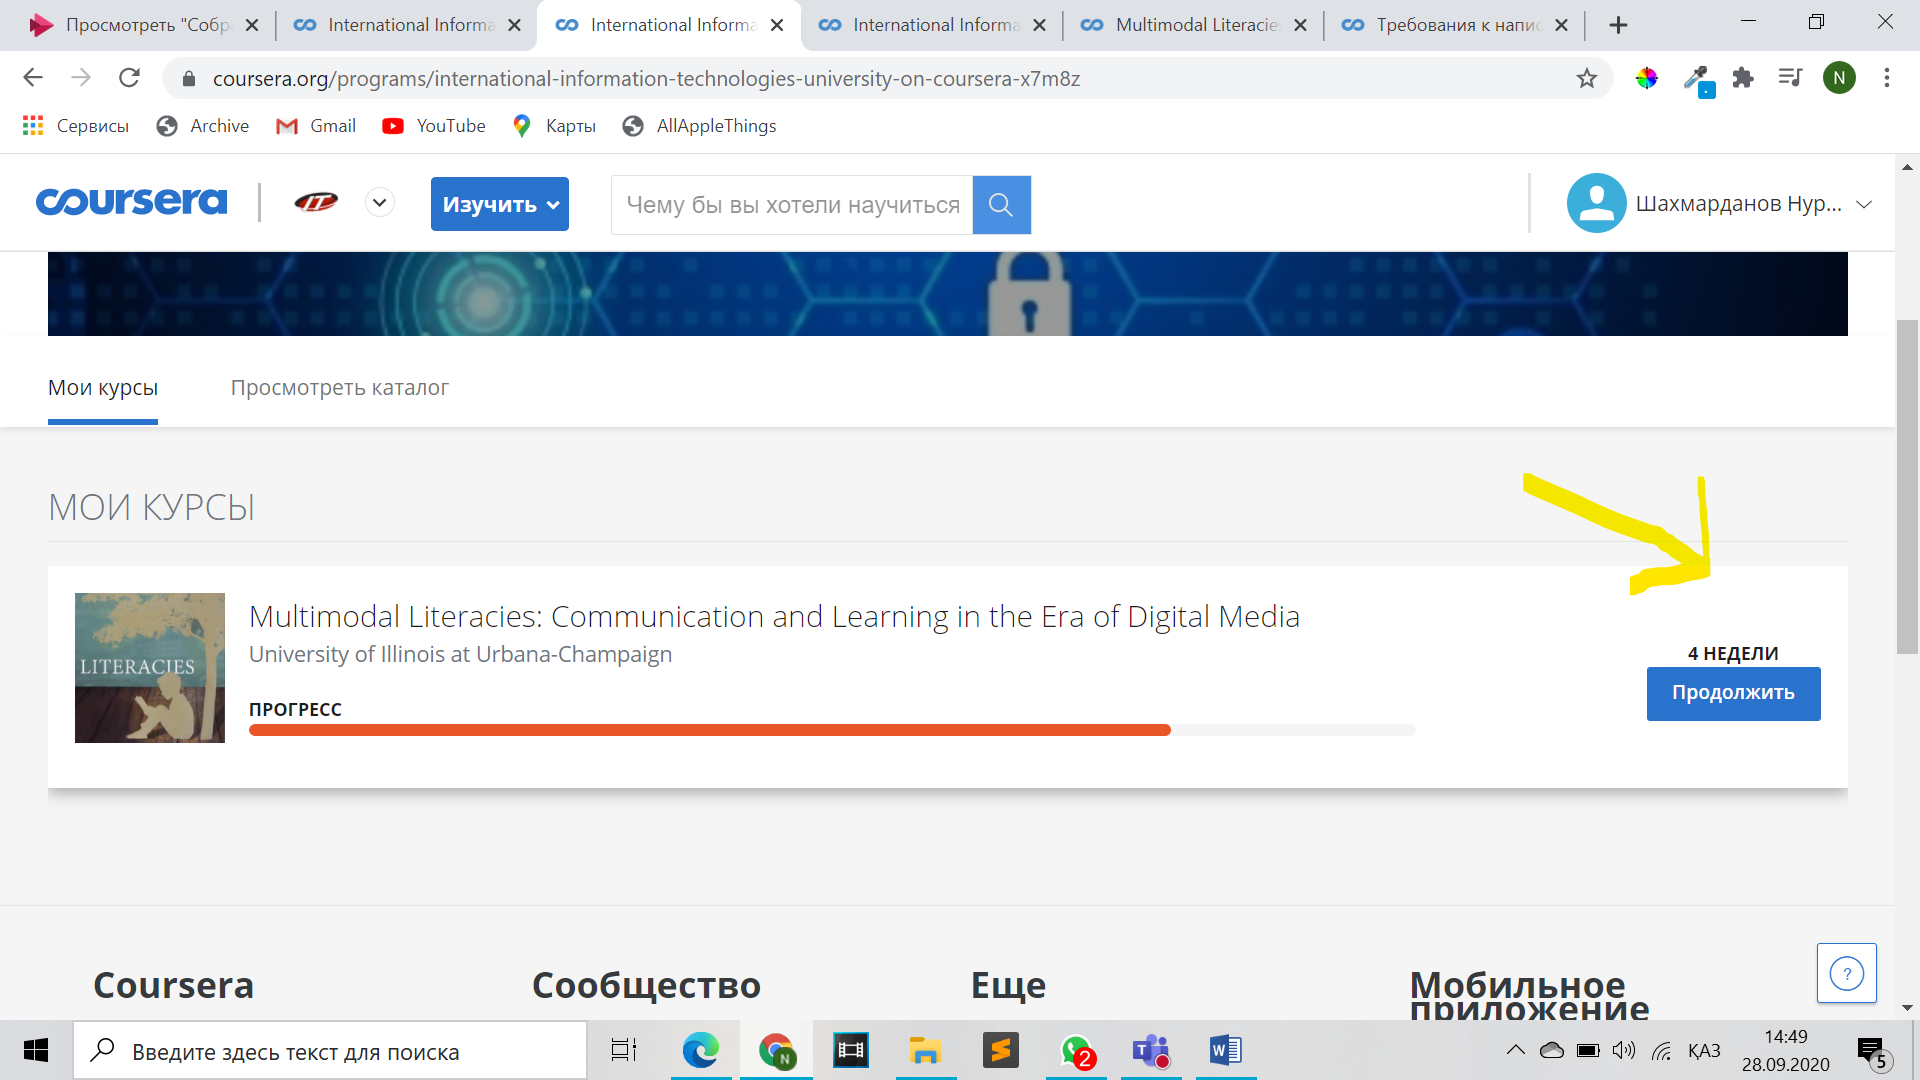 Просмотреть "Собр
International Informa
International Informa
International Informa
Multimodal Literacie
Требования к напис
coursera.org/programs/international-information-technologies-university-on-coursera-x7m8z
N
Сервисы
Archive
Gmail
YouTube
Карты
AllAppleThings
coursera
IT
Изучить
Чему бы вы хотели научиться
Шахмарданов Нур...
Мои курсы
Просмотреть каталог
МОИ КУРСЫ
LITERACIES
Multimodal Literacies: Communication and Learning in the Era of Digital Media
University of Illinois at Urbana-Champaign
ПРОГРЕСС
4 НЕДЕЛИ
Продолжить
Coursera
Сообщество
Еще
Мобильное
приложение
?
Введите здесь текст для поиска
N
S
2
T
W
ҚАЗ
14:49
28.09.2020
5